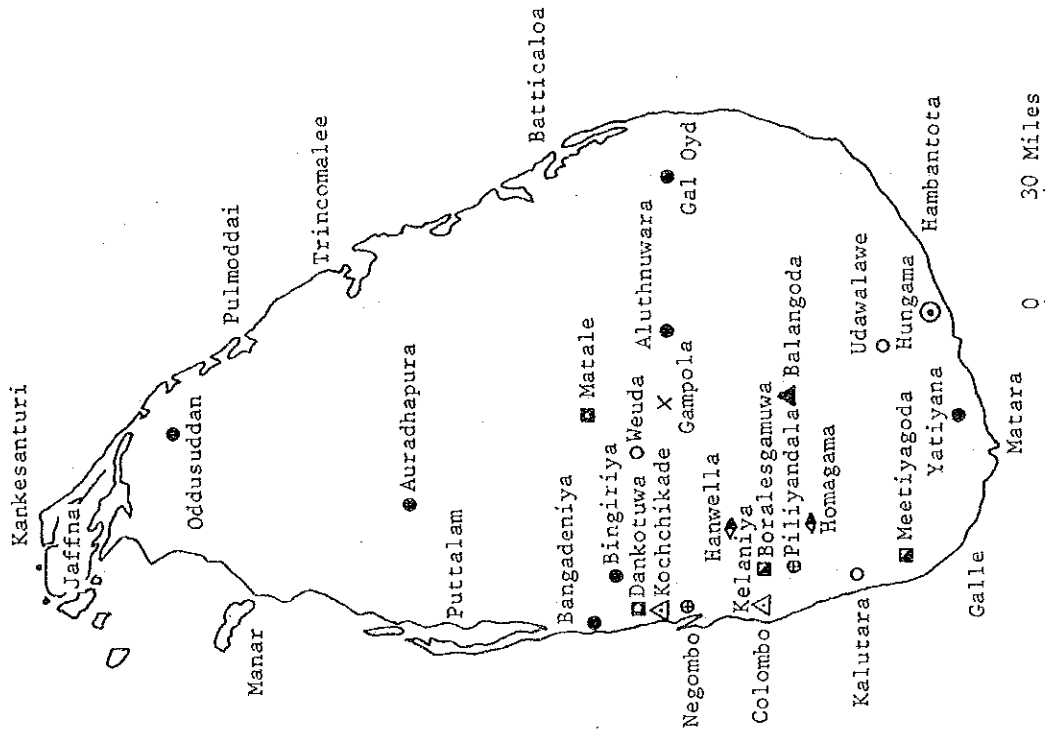 Kankesanturi
Jaffna
Pulmoddai
Oddusuddan
Manar
Trincomalee
Auradhapura
Puttalam
Batticaloa
Bangadeniya
Bingiriya
Matale
Dankotuwa
Weuda
Aluthnuwara
Kochchikade
Gampola
Gal Oyd
Negombo
Hanwella
Kelaniya
Colombo
Boralesgamuwa
Piliyandala
Balangoda
Homagama
Kalutara
Udawalawe
Meetiyagoda
Hungama
Hambantota
Yatiyana
Galle
Matara
0 30 Miles